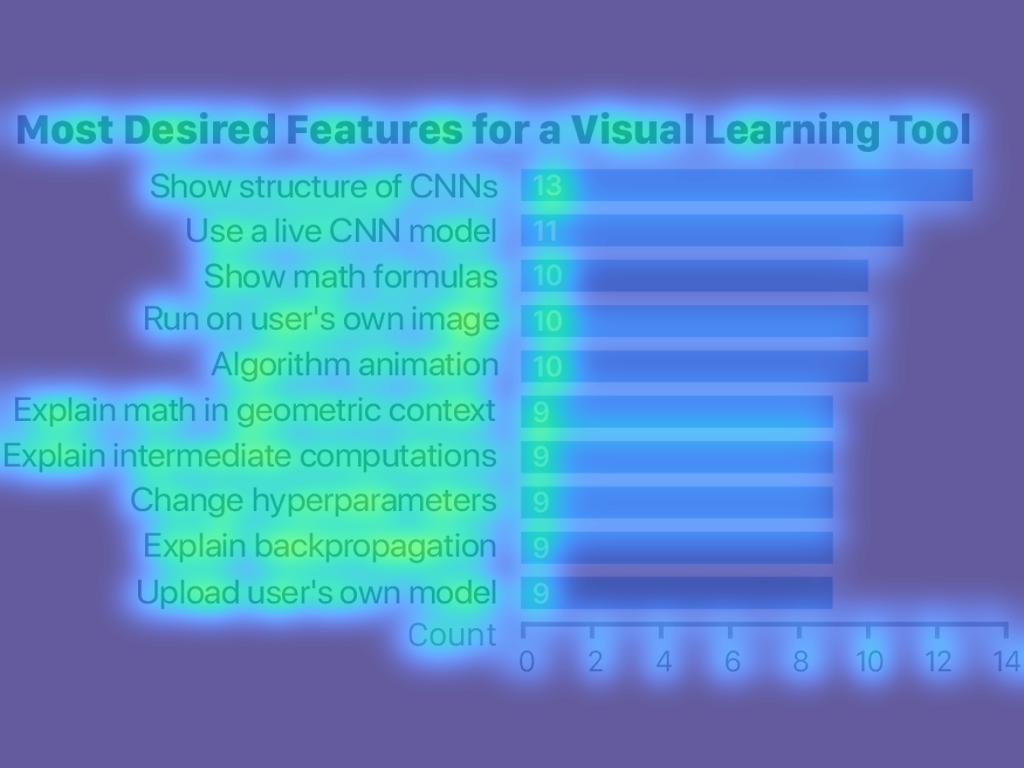 Most Desired Features for a Visual Learning Tool
Show structure of CNNs 13
Use a live CNN model 11
Show math formulas 10
Run on user's own image 10
Algorithm animation 10
Explain math in geometric context 9
Explain intermediate computations 9
Change hyperparameters 9
Explain backpropagation 9
Upload user's own model 9
Count
0 2 4 6 8 10 12 14